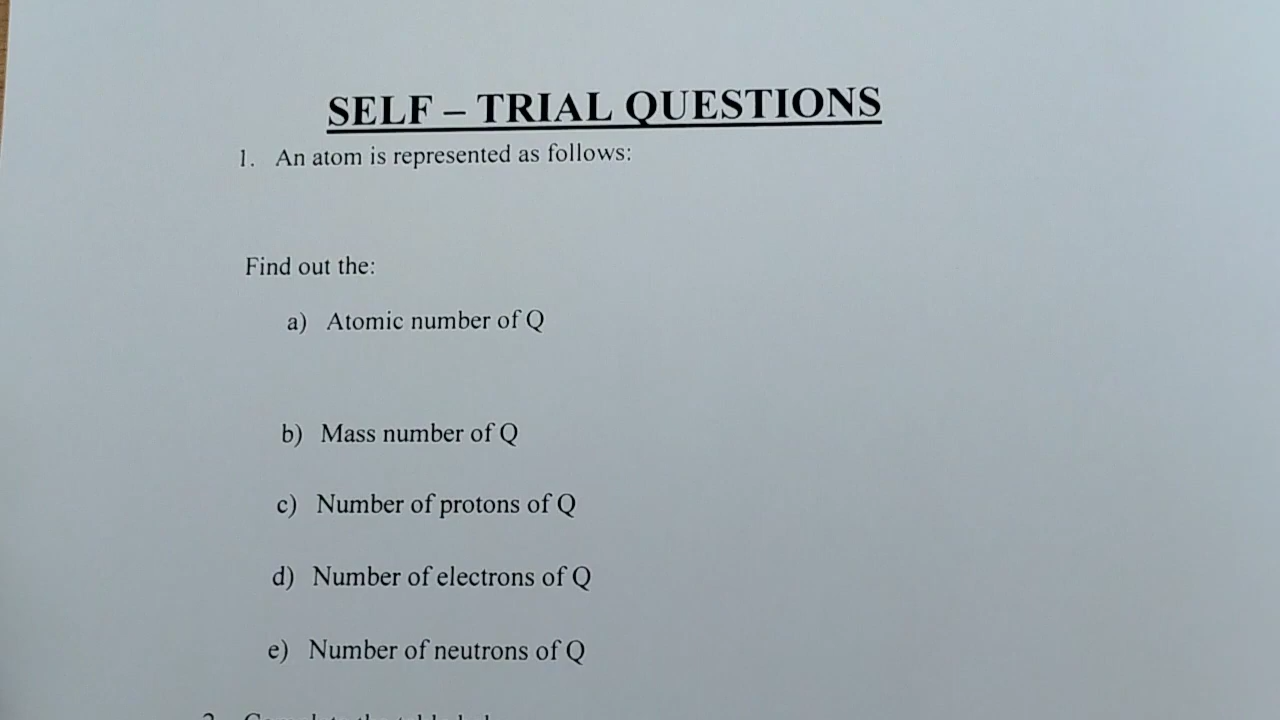 SELF – TRIAL QUESTIONS
1. An atom is represented as follows:
Find out the:
a) Atomic number of Q
b) Mass number of Q
c) Number of protons of Q
d) Number of electrons of Q
e) Number of neutrons of Q